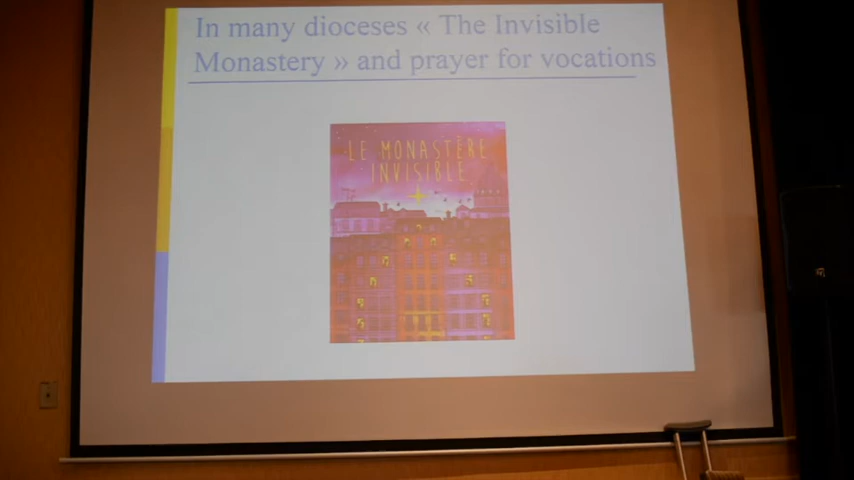 In many dioceses « The Invisible
Monastery » and prayer for vocations
LE MONASTÈRE
INVISIBLE